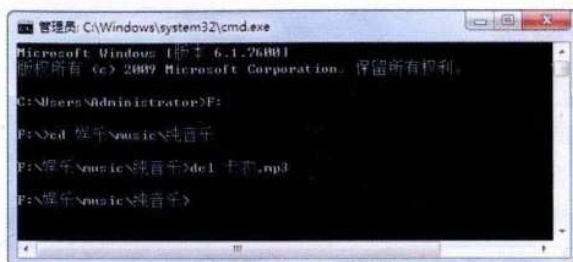 管理员: C:\Windows\system32\cmd.exe
Microsoft Windows [版本 6.1.7600]
版权所有 (c) 2009 Microsoft Corporation。保留所有权利。
C:\Users\Administrator>F:
F:\>cd 娱乐\music\纯音乐
F:\娱乐\music\纯音乐>del .mp3
F:\娱乐\music\纯音乐>